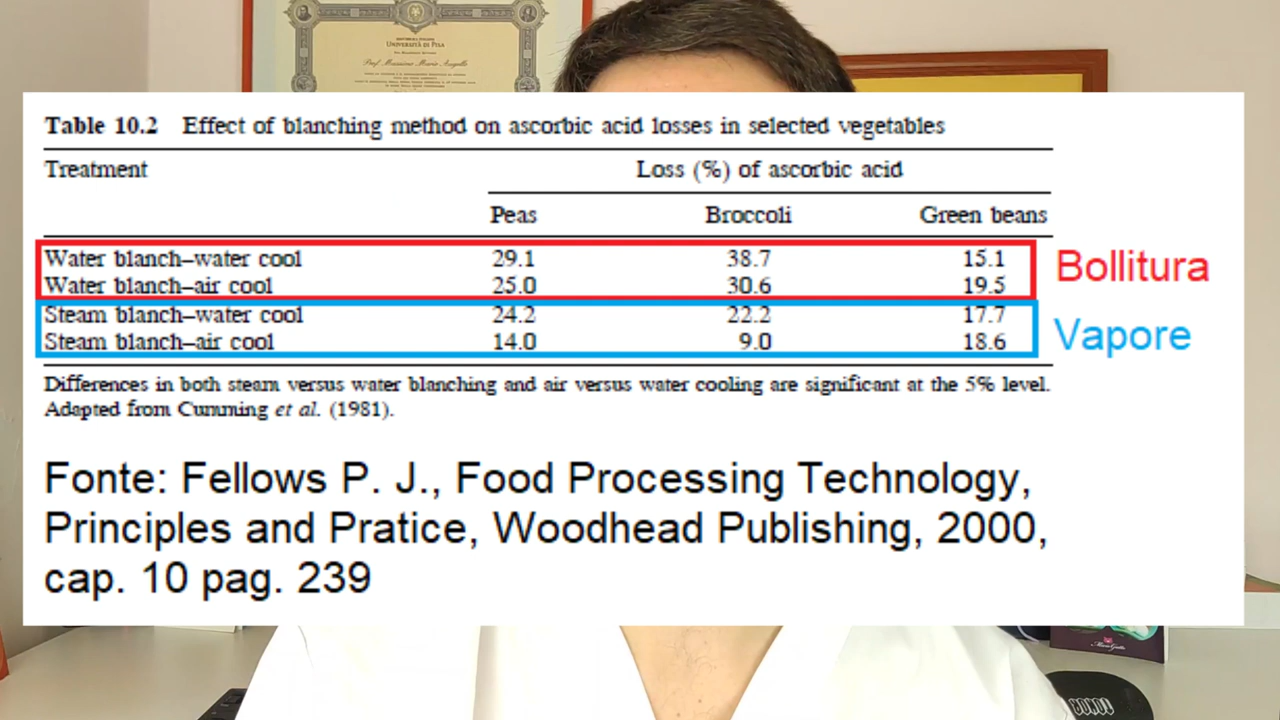 UNIVERSITÀ DI PISA
Table 10.2 Effect of blanching method on ascorbic acid losses in selected vegetables
Treatment Loss (%) of ascorbic acid
Peas Broccoli Green beans
Water blanch–water cool 29.1 38.7 15.1 Bollitura
Water blanch–air cool 25.0 30.6 19.5
Steam blanch–water cool 24.2 22.2 17.7 Vapore
Steam blanch–air cool 14.0 9.0 18.6
Differences in both steam versus water blanching and air versus water cooling are significant at the 5% level.
Adapted from Cumming et al. (1981).
Fonte: Fellows P. J., Food Processing Technology,
Principles and Pratice, Woodhead Publishing, 2000,
cap. 10 pag. 239